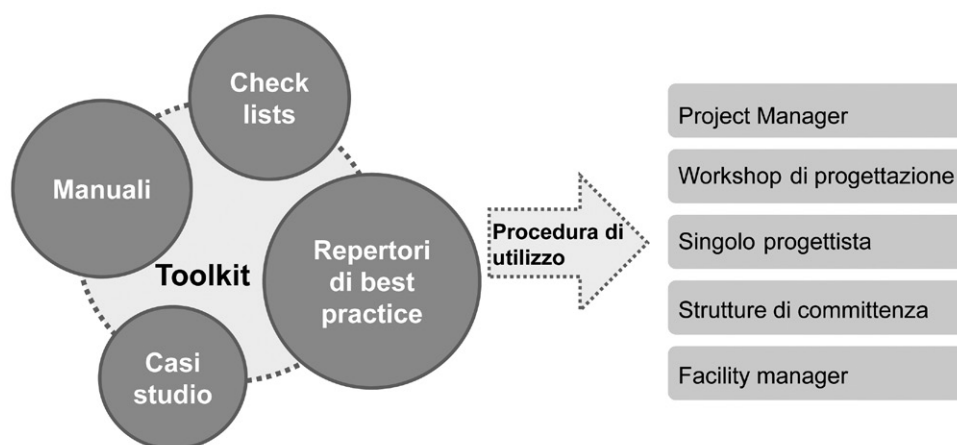 Check
lists
Manuali
Toolkit
Repertori
di best
practice
Casi
studio
Procedura di
utilizzo
Project Manager
Workshop di progettazione
Singolo progettista
Strutture di committenza
Facility manager